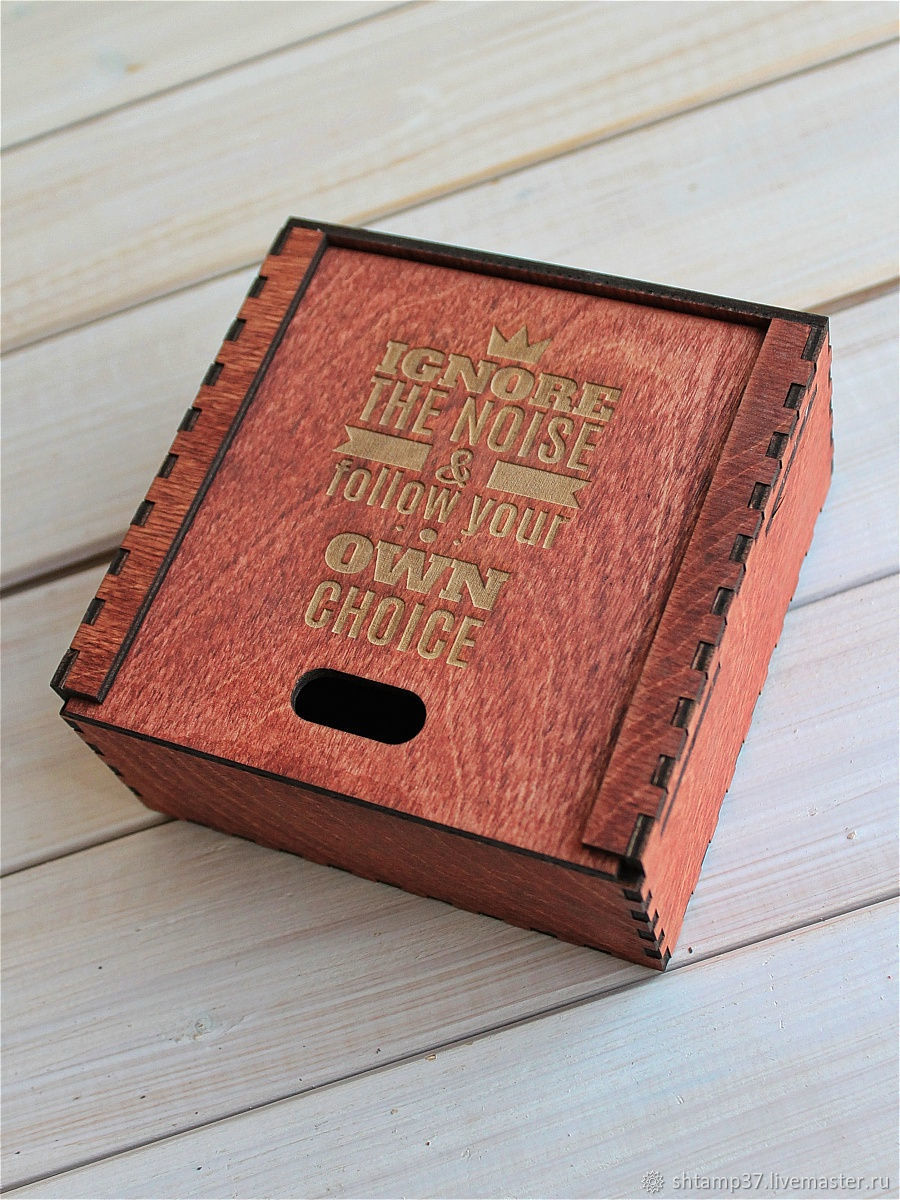 IGNORE
THE NOISE
&
follow your
OWN
CHOICE
shtamp37.livemaster.ru